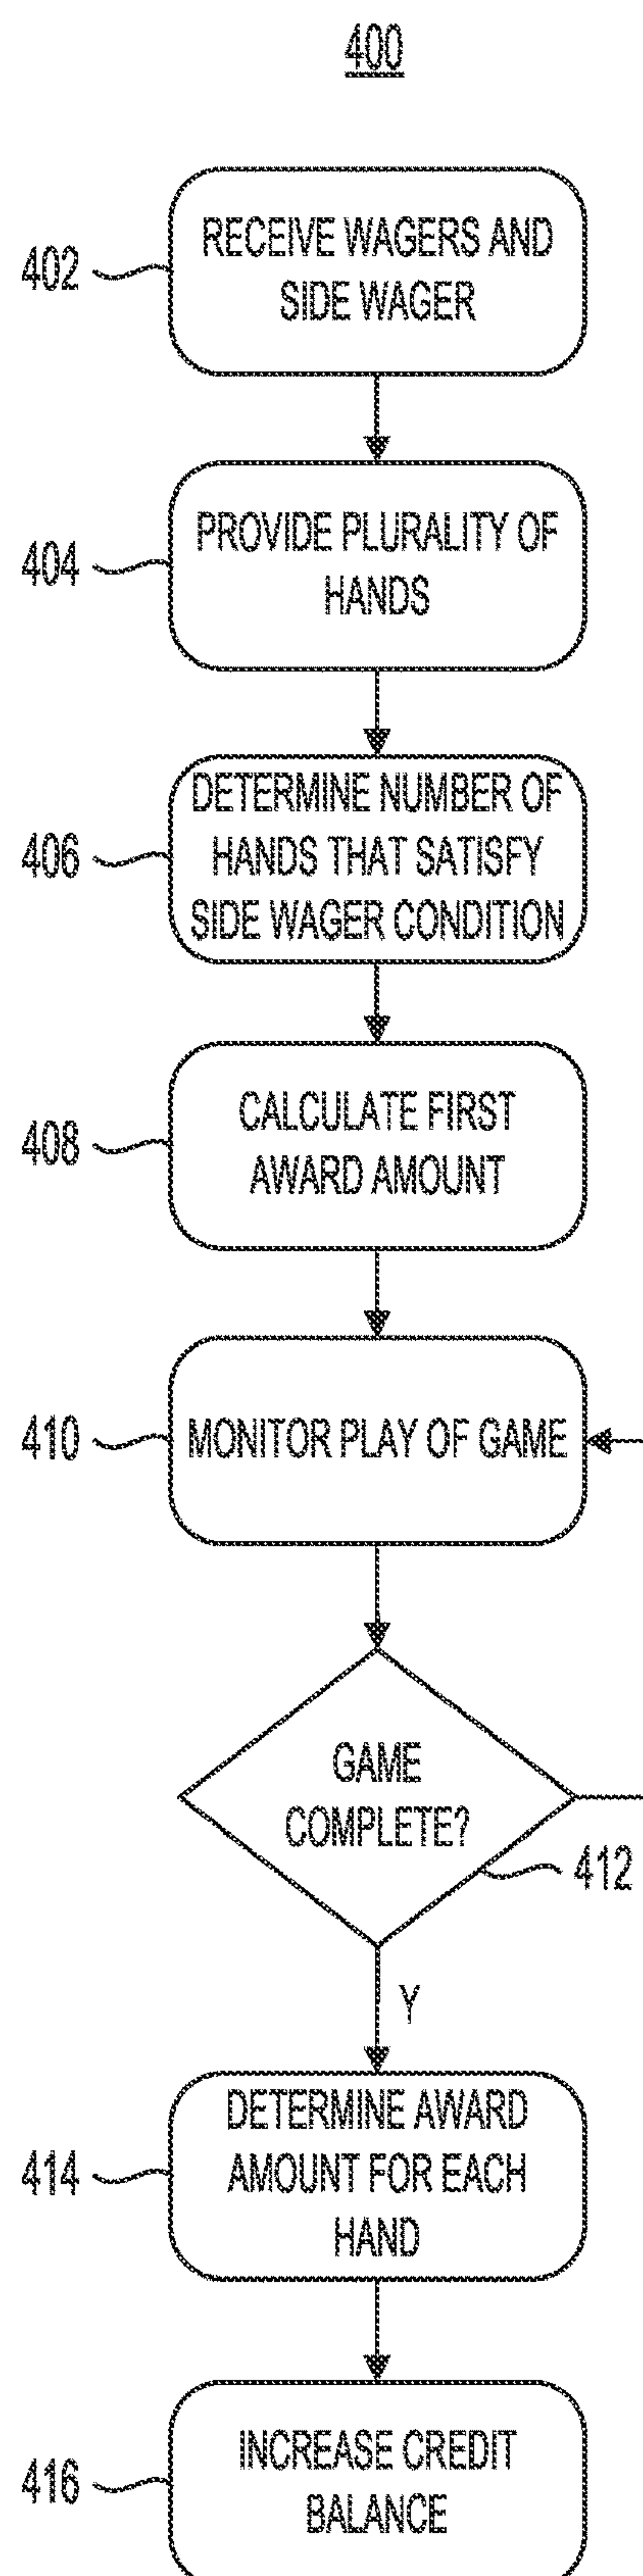 400
402
RECEIVE WAGERS AND
SIDE WAGER
404
PROVIDE PLURALITY OF
HANDS
406
DETERMINE NUMBER OF
HANDS THAT SATISFY
SIDE WAGER CONDITION
408
CALCULATE FIRST
AWARD AMOUNT
410
MONITOR PLAY OF GAME
GAME
COMPLETE?
412
Y
414
DETERMINE AWARD
AMOUNT FOR EACH
HAND
416
INCREASE CREDIT
BALANCE